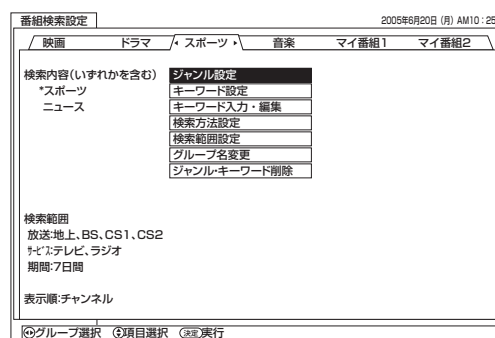 番組検索設定
2005年6月20日 (月) AM10:25
映画 ドラマ スポーツ 音楽 マイ番組1 マイ番組2
検索内容(いずれかを含む)
*スポーツ
ニュース
ジャンル設定
キーワード設定
キーワード入力・編集
検索方法設定
検索範囲設定
グループ名変更
ジャンル・キーワード削除
検索範囲
放送:地上、BS、CS1、CS2
ｻｰﾋﾞｽ:テレビ、ラジオ
期間:7日間
表示順:チャンネル
グループ選択 項目選択 決定 実行